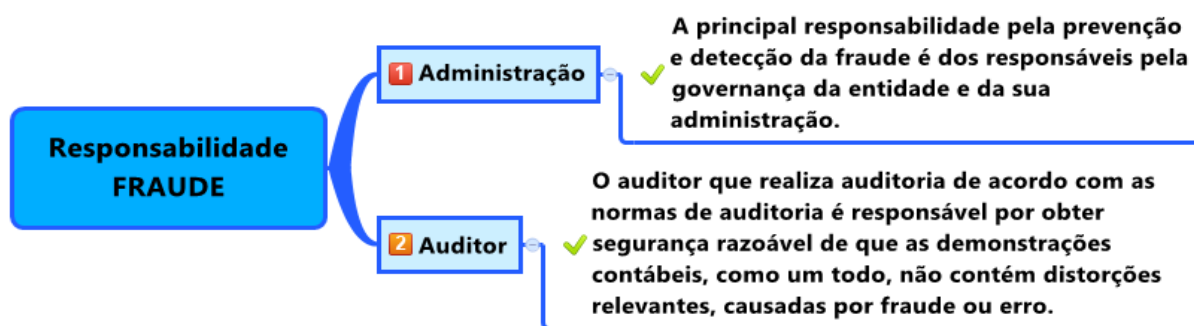 Responsabilidade
FRAUDE
1 Administração
A principal responsabilidade pela prevenção
e detecção da fraude é dos responsáveis pela
governança da entidade e da sua
administração.
2 Auditor
O auditor que realiza auditoria de acordo com as
normas de auditoria é responsável por obter
segurança razoável de que as demonstrações
contábeis, como um todo, não contém distorções
relevantes, causadas por fraude ou erro.